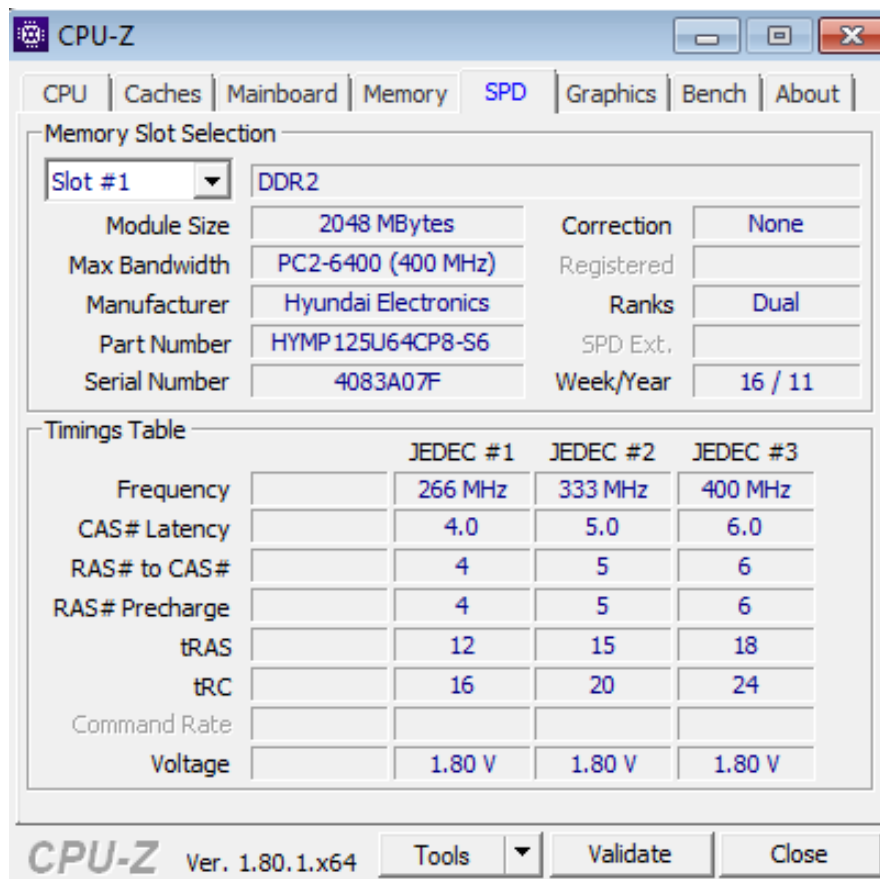 CPU-Z
CPU Caches Mainboard Memory SPD Graphics Bench About
Memory Slot Selection
Slot #1 DDR2
Module Size 2048 MBytes Correction None
Max Bandwidth PC2-6400 (400 MHz) Registered
Manufacturer Hyundai Electronics Ranks Dual
Part Number HYMP125U64CP8-S6 SPD Ext.
Serial Number 4083A07F Week/Year 16 / 11
Timings Table
JEDEC #1 JEDEC #2 JEDEC #3
Frequency 266 MHz 333 MHz 400 MHz
CAS# Latency 4.0 5.0 6.0
RAS# to CAS# 4 5 6
RAS# Precharge 4 5 6
tRAS 12 15 18
tRC 16 20 24
Command Rate
Voltage 1.80 V 1.80 V 1.80 V
CPU-Z Ver. 1.80.1.x64 Tools Validate Close